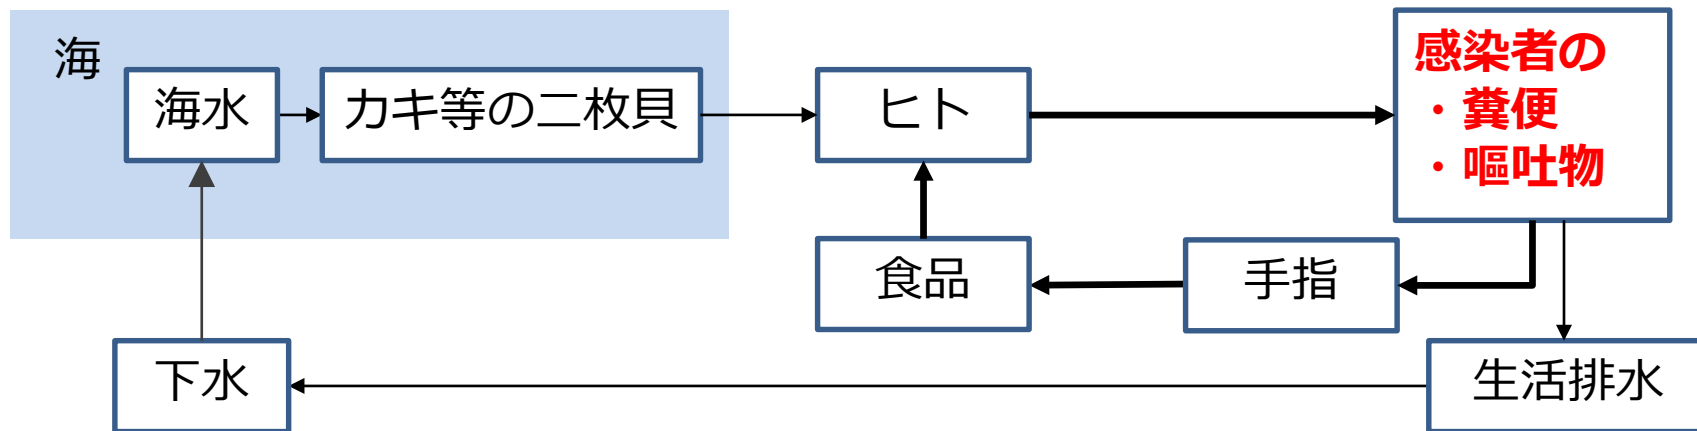 海
海水
カキ等の二枚貝
ヒト
感染者の
・糞便
・嘔吐物
食品
手指
下水
生活排水